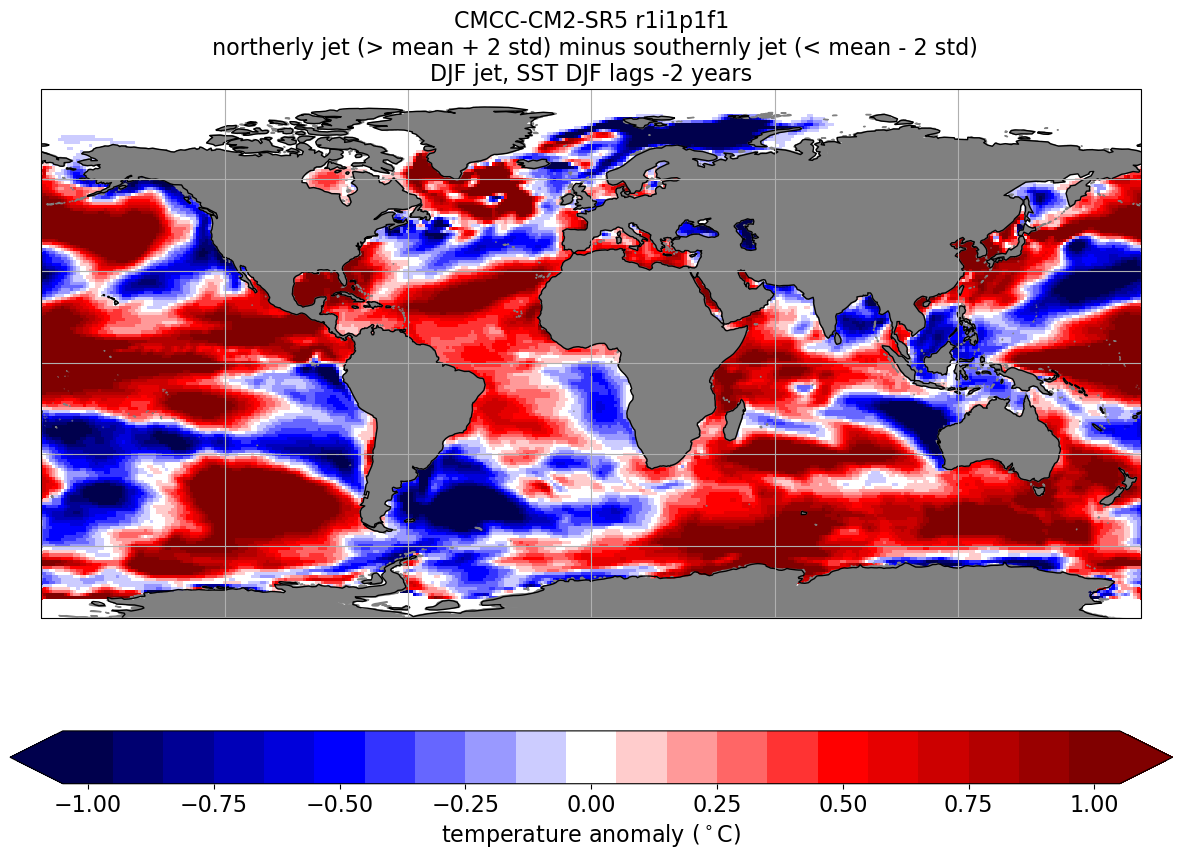 CMCC-CM2-SR5 r1i1p1f1
northerly jet (> mean + 2 std) minus southernly jet (< mean - 2 std)
DJF jet, SST DJF lags -2 years
−1.00 −0.75 −0.50 −0.25 0.00 0.25 0.50 0.75 1.00
temperature anomaly (°C)